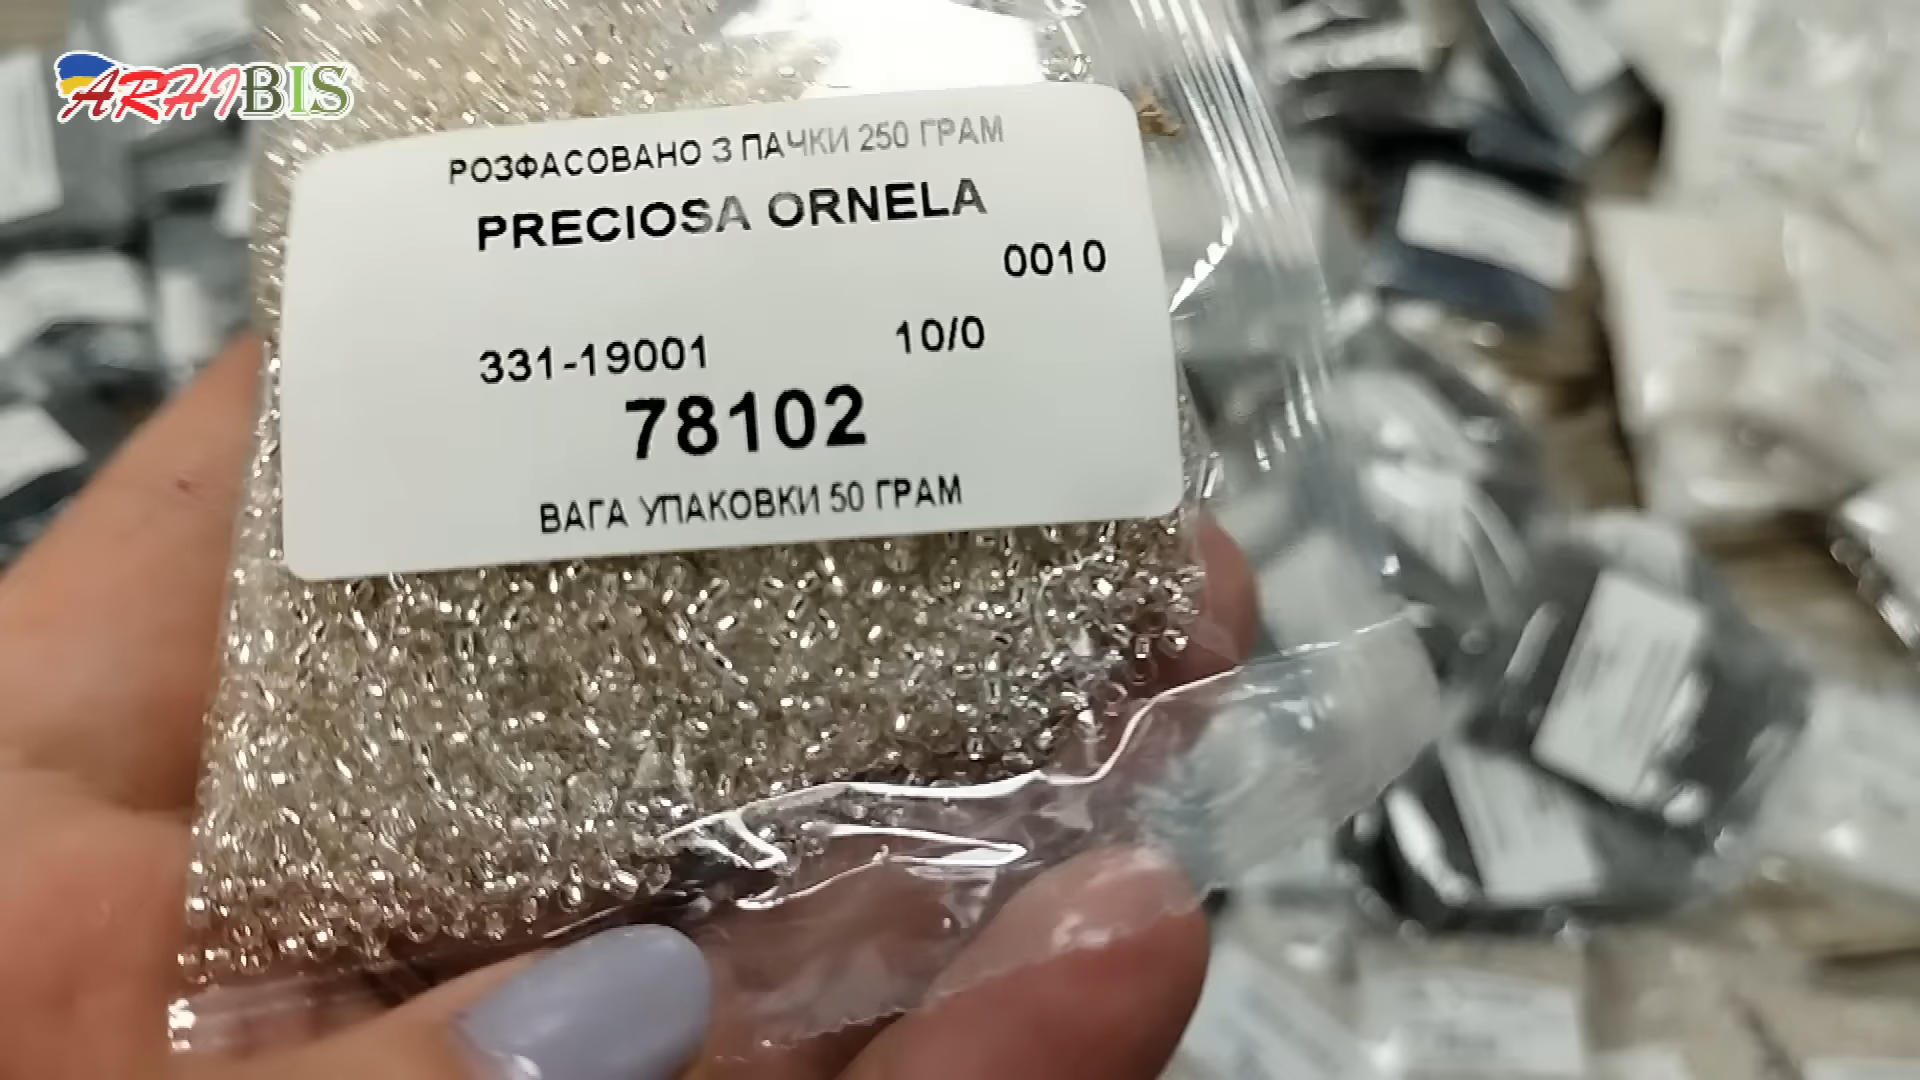 ARHIBIS
РОЗФАСОВАНО З ПАЧКИ 250 ГРАМ
PRECIOSA ORNELA
0010
331-19001 10/0
78102
ВАГА УПАКОВКИ 50 ГРАМ